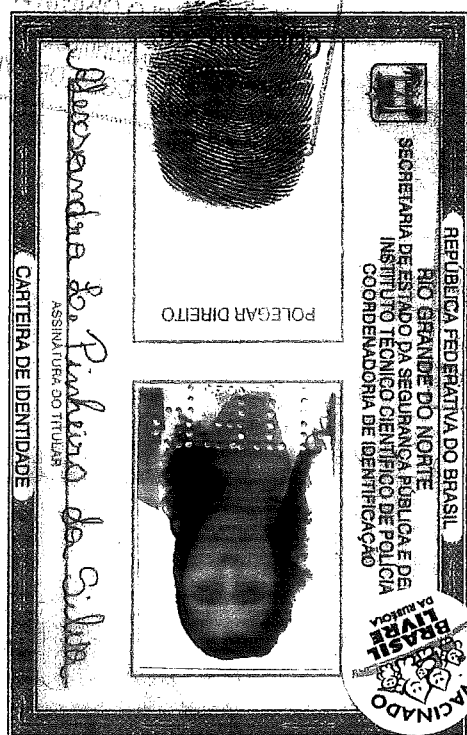 REPÚBLICA FEDERATIVA DO BRASIL
RIO GRANDE DO NORTE
SECRETARIA DE ESTADO DA SEGURANÇA PÚBLICA E DE
INSTITUTO TÉCNICO CIENTÍFICO DE POLÍCIA
COORDENADORIA DE IDENTIFICAÇÃO
VACINADO
BRASIL
LIVRE
DA RUBÉOLA
POLEGAR DIREITO
Alecsandra L. Pinheiro da Silva
ASSINATURA DO TITULAR
CARTEIRA DE IDENTIDADE